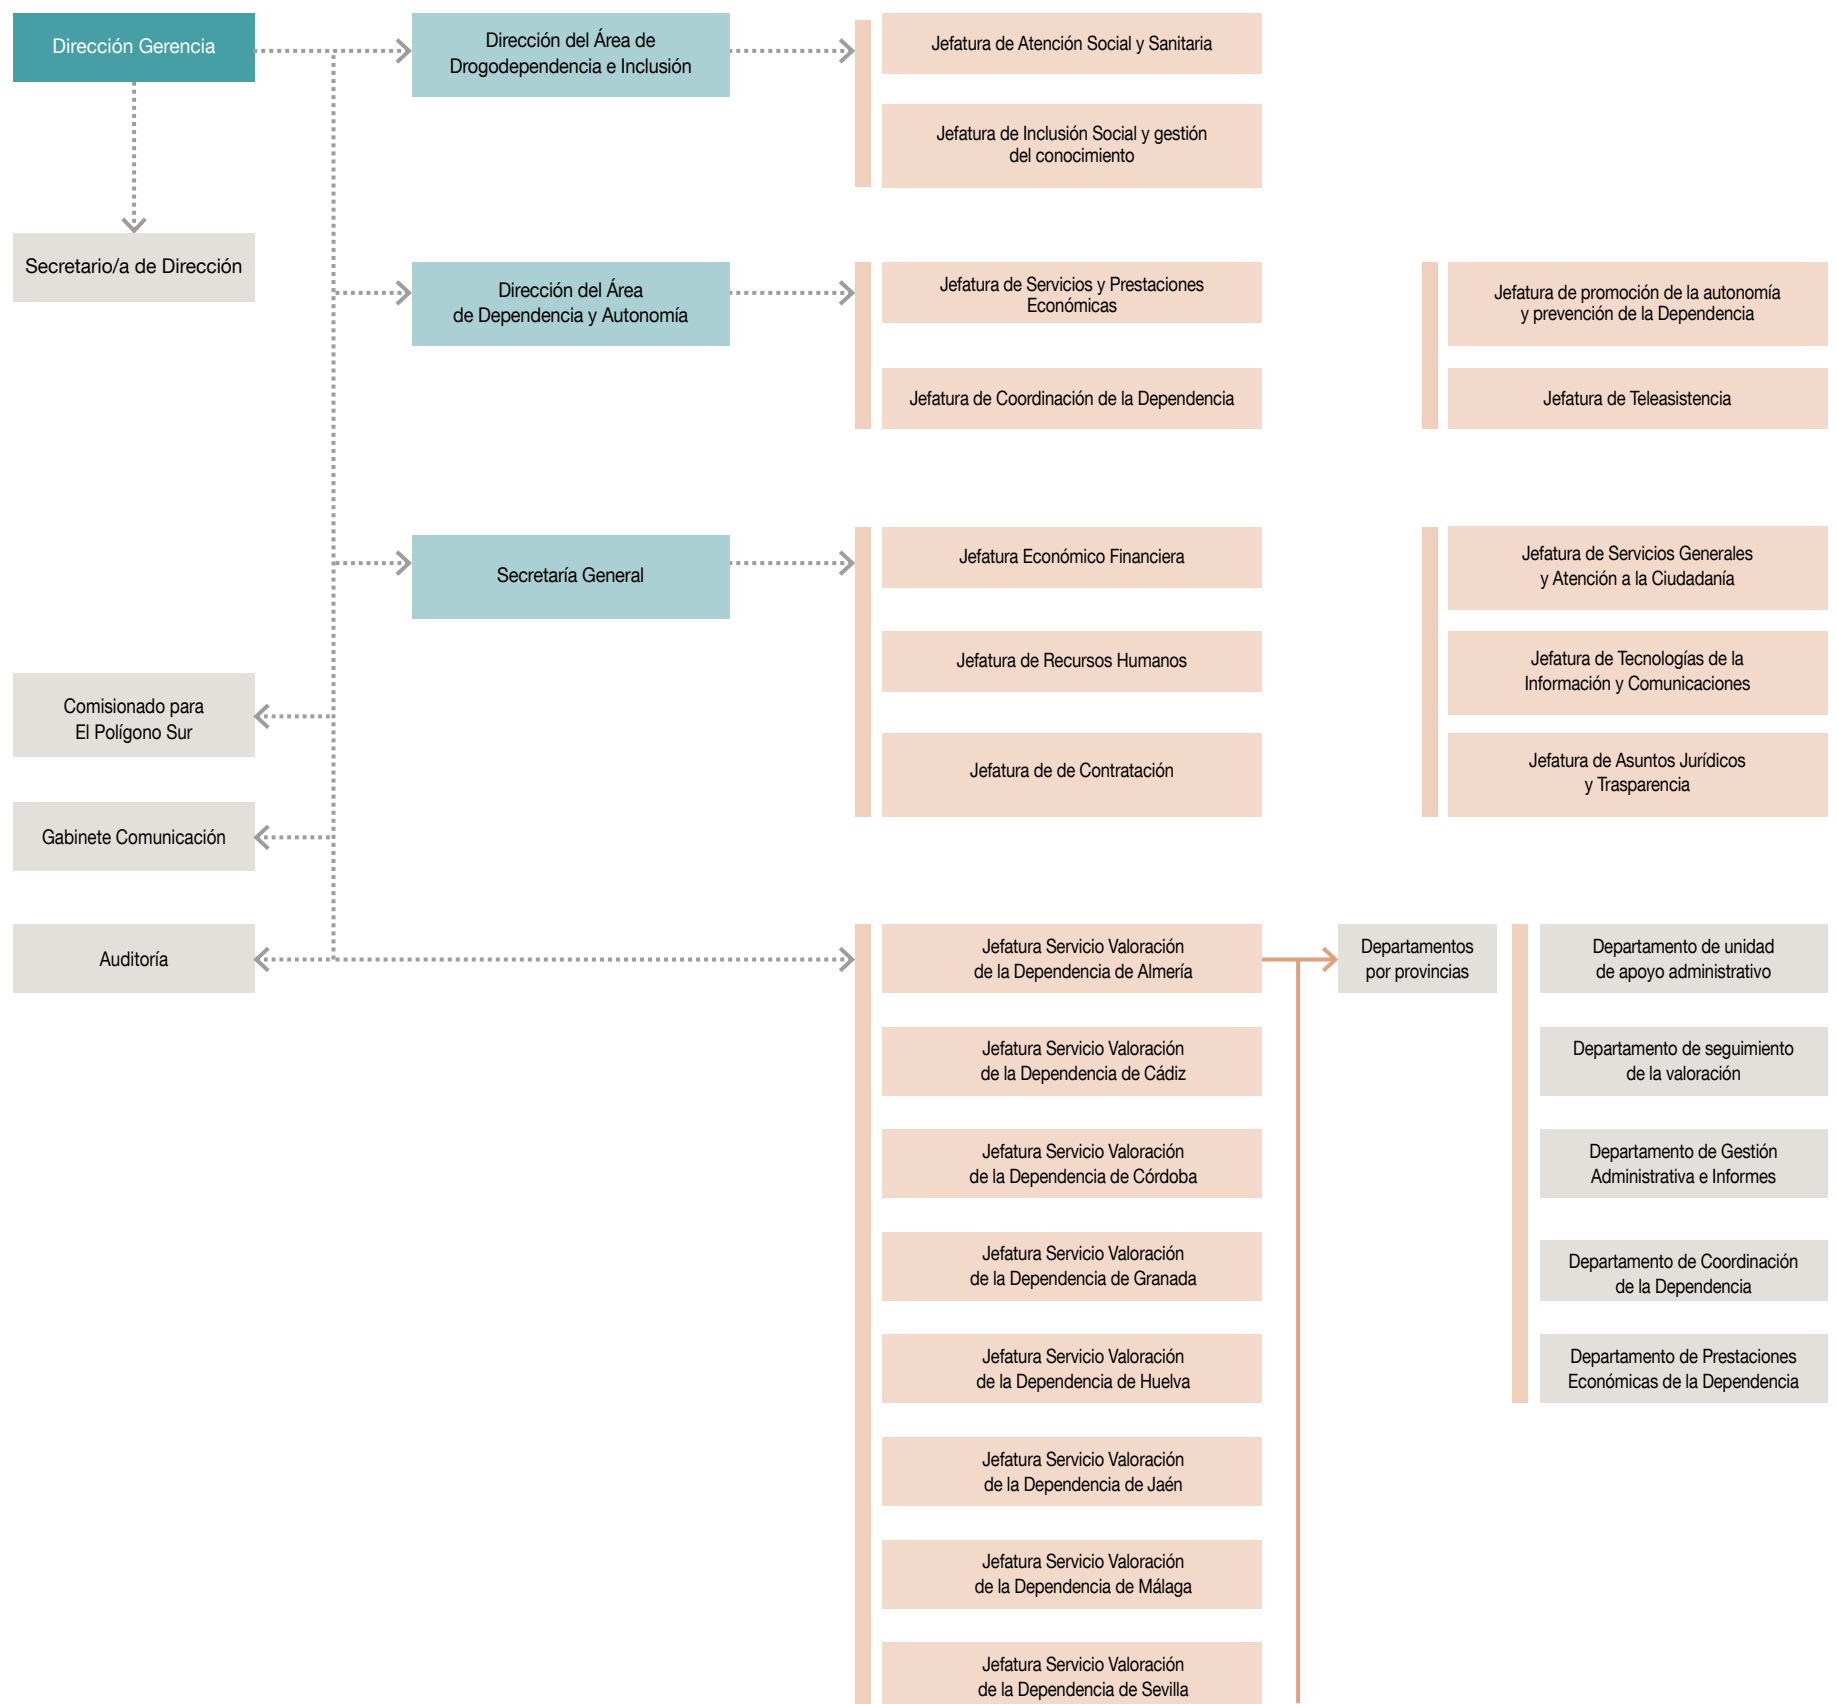 Dirección Gerencia
Secretario/a de Dirección
Dirección del Área de
Drogodependencia e Inclusión
Jefatura de Atención Social y Sanitaria
Jefatura de Inclusión Social y gestión
del conocimiento
Dirección del Área
de Dependencia y Autonomía
Jefatura de Servicios y Prestaciones
Económicas
Jefatura de Coordinación de la Dependencia
Jefatura de promoción de la autonomía
y prevención de la Dependencia
Jefatura de Teleasistencia
Secretaría General
Jefatura Económico Financiera
Jefatura de Recursos Humanos
Jefatura de de Contratación
Jefatura de Servicios Generales
y Atención a la Ciudadanía
Jefatura de Tecnologías de la
Información y Comunicaciones
Jefatura de Asuntos Jurídicos
y Trasparencia
Comisionado para
El Polígono Sur
Gabinete Comunicación
Auditoría
Jefatura Servicio Valoración
de la Dependencia de Almería
Jefatura Servicio Valoración
de la Dependencia de Cádiz
Jefatura Servicio Valoración
de la Dependencia de Córdoba
Jefatura Servicio Valoración
de la Dependencia de Granada
Jefatura Servicio Valoración
de la Dependencia de Huelva
Jefatura Servicio Valoración
de la Dependencia de Jaén
Jefatura Servicio Valoración
de la Dependencia de Málaga
Jefatura Servicio Valoración
de la Dependencia de Sevilla
Departamentos
por provincias
Departamento de unidad
de apoyo administrativo
Departamento de seguimiento
de la valoración
Departamento de Gestión
Administrativa e Informes
Departamento de Coordinación
de la Dependencia
Departamento de Prestaciones
Económicas de la Dependencia